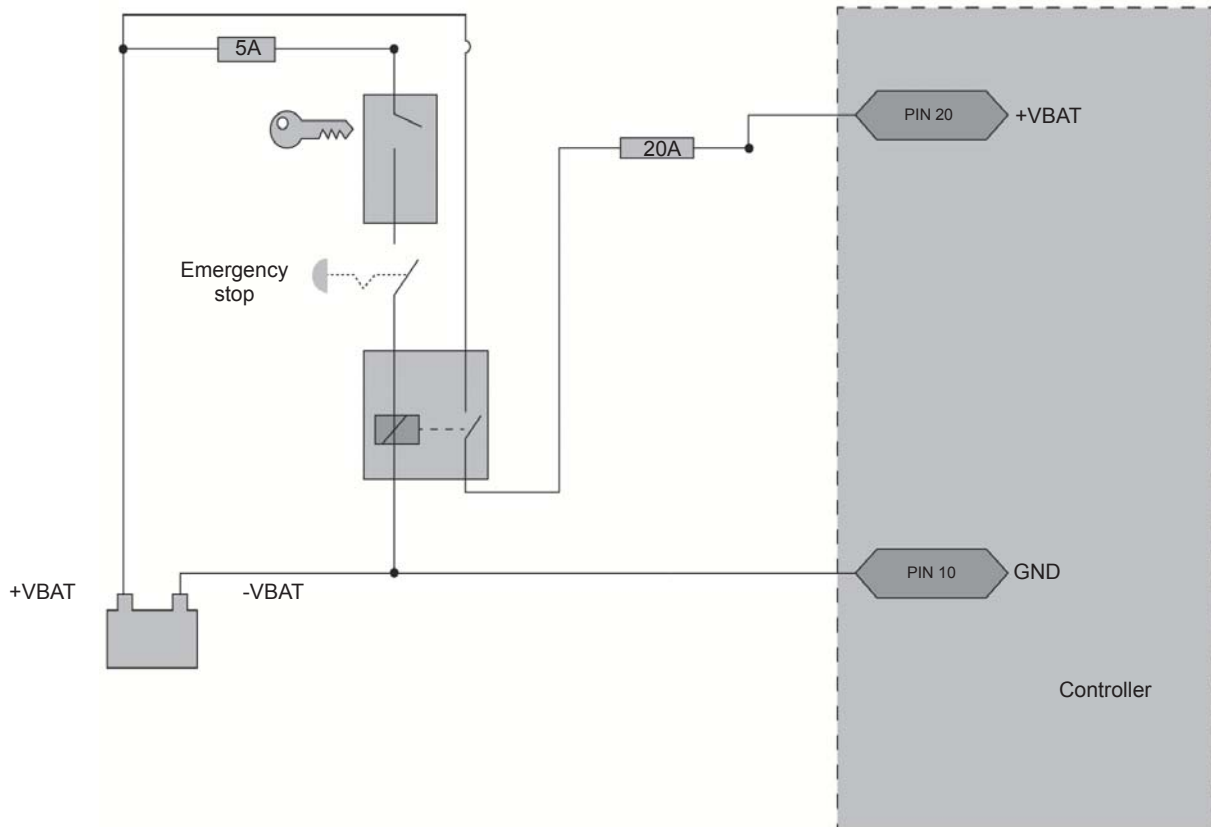 5A
PIN 20
+VBAT
20A
Emergency
stop
+VBAT
-VBAT
PIN 10
GND
Controller